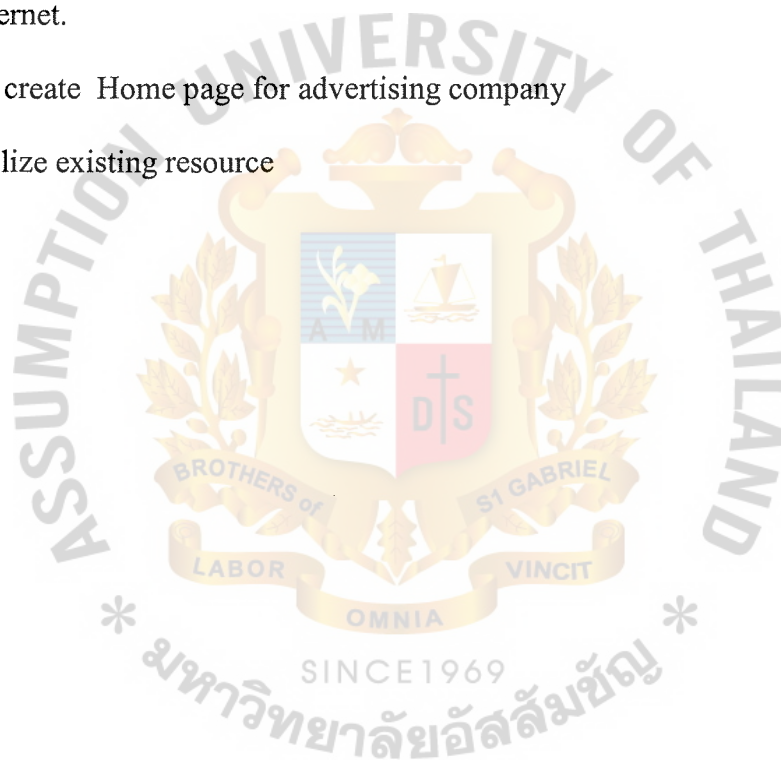 ernet.
create Home page for advertising company
lize existing resource
ASSUMPTION UNIVERSITY OF THAILAND
A M
D S
BROTHERS of S1 GABRIEL
LABOR OMNIA VINCIT
SINCE1969
* มหาวิทยาลัยอัสสัมชัญ *